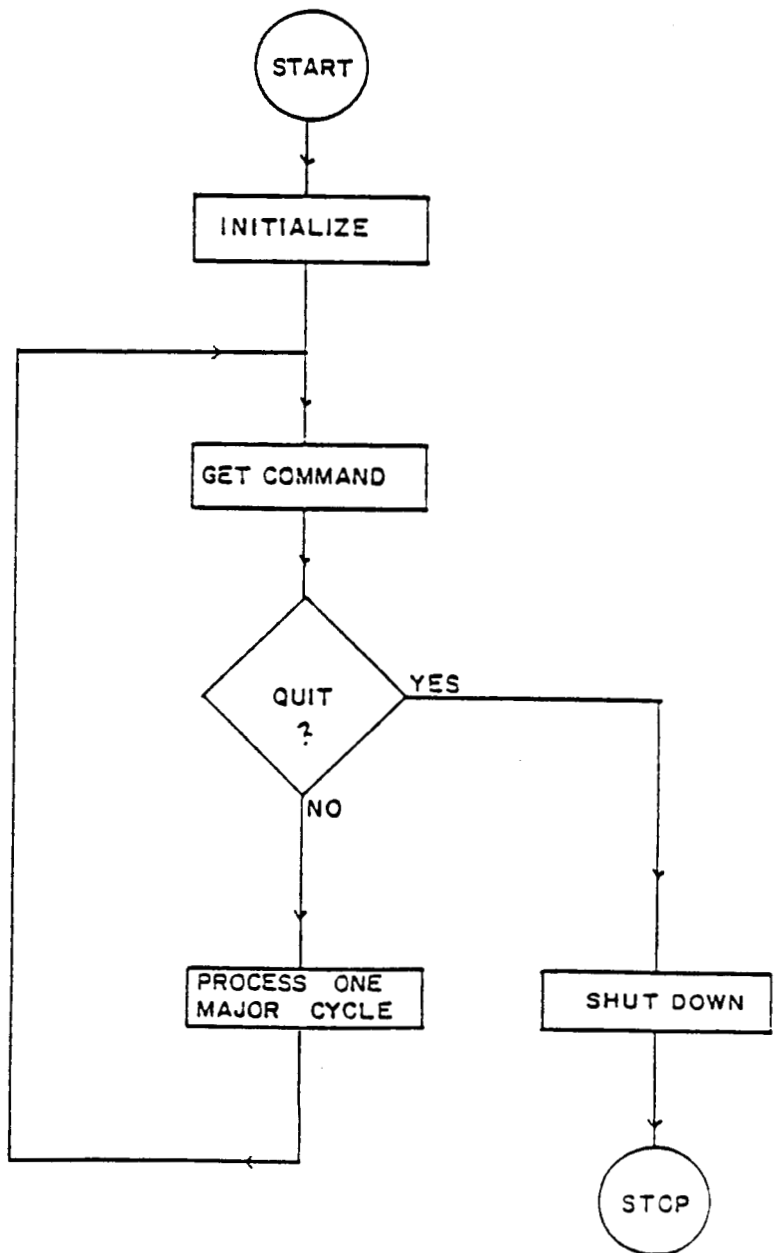 START
INITIALIZE
GET COMMAND
QUIT
?
YES
NO
PROCESS ONE
MAJOR CYCLE
SHUT DOWN
STOP